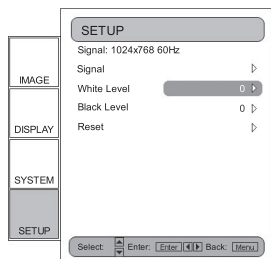 SETUP
Signal: 1024x768 60Hz
Signal
White Level 0
Black Level 0
Reset
IMAGE
DISPLAY
SYSTEM
SETUP
Select: Enter: Enter Back: Menu